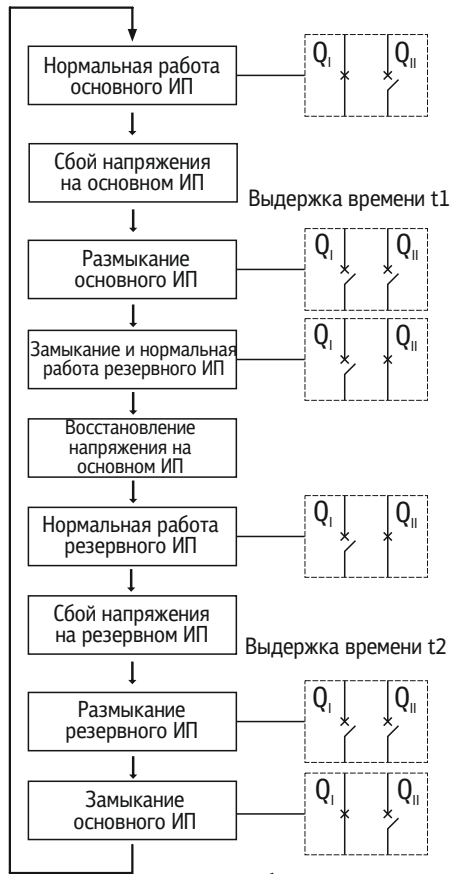 Нормальная работа
основного ИП
Q_I Q_II
Сбой напряжения
на основном ИП
Выдержка времени t1
Размыкание
основного ИП
Q_I Q_II
Замыкание и нормальная
работа резервного ИП
Q_I Q_II
Восстановление
напряжения на
основном ИП
Нормальная работа
резервного ИП
Q_I Q_II
Сбой напряжения
на резервном ИП
Выдержка времени t2
Размыкание
резервного ИП
Q_I Q_II
Замыкание
основного ИП
Q_I Q_II